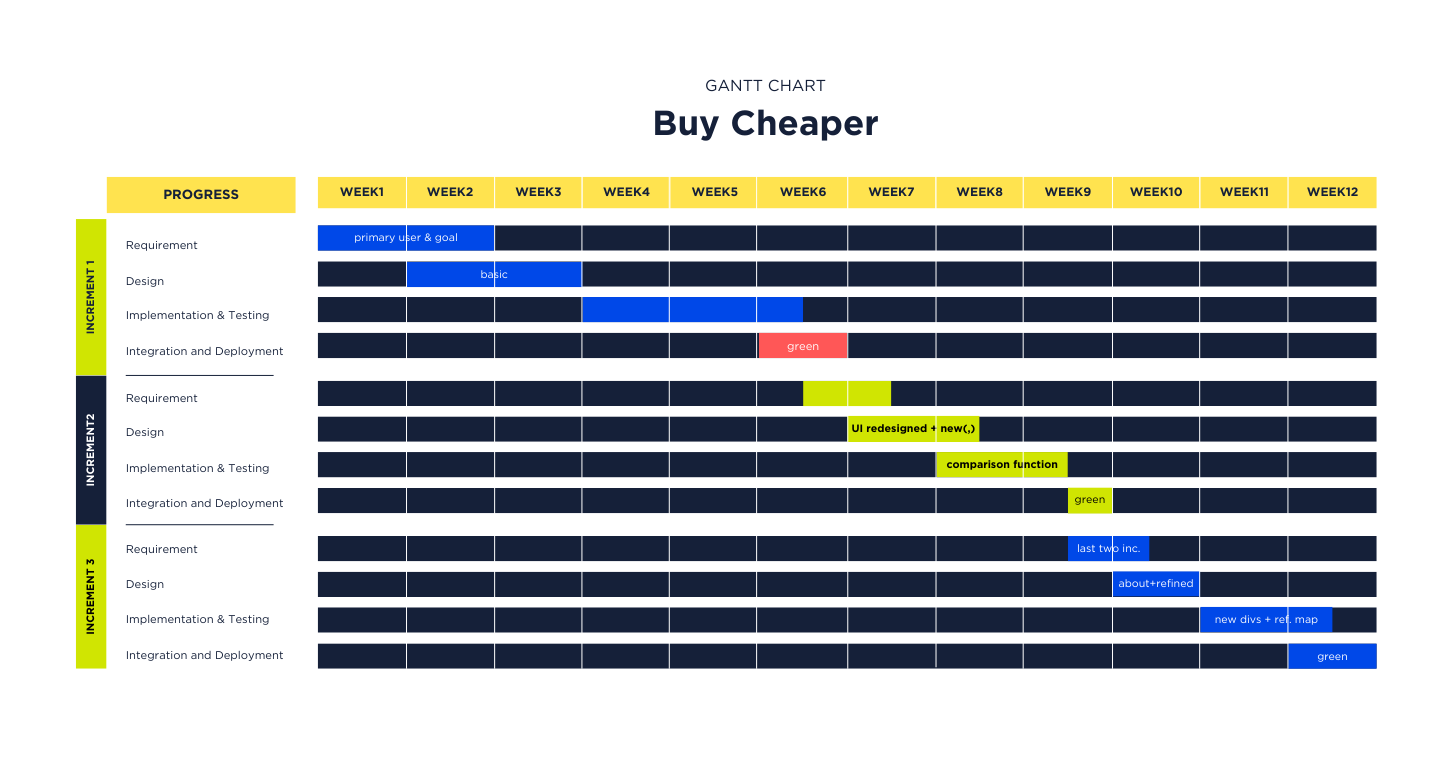 GANTT CHART
Buy Cheaper
PROGRESS
WEEK1 WEEK2 WEEK3 WEEK4 WEEK5 WEEK6 WEEK7 WEEK8 WEEK9 WEEK10 WEEK11 WEEK12
INCREMENT 1
Requirement primary user & goal
Design basic
Implementation & Testing
Integration and Deployment green
INCREMENT2
Requirement
Design UI redesigned + new(,)
Implementation & Testing comparison function
Integration and Deployment green
INCREMENT 3
Requirement last two inc.
Design about+refined
Implementation & Testing new divs + ref. map
Integration and Deployment green